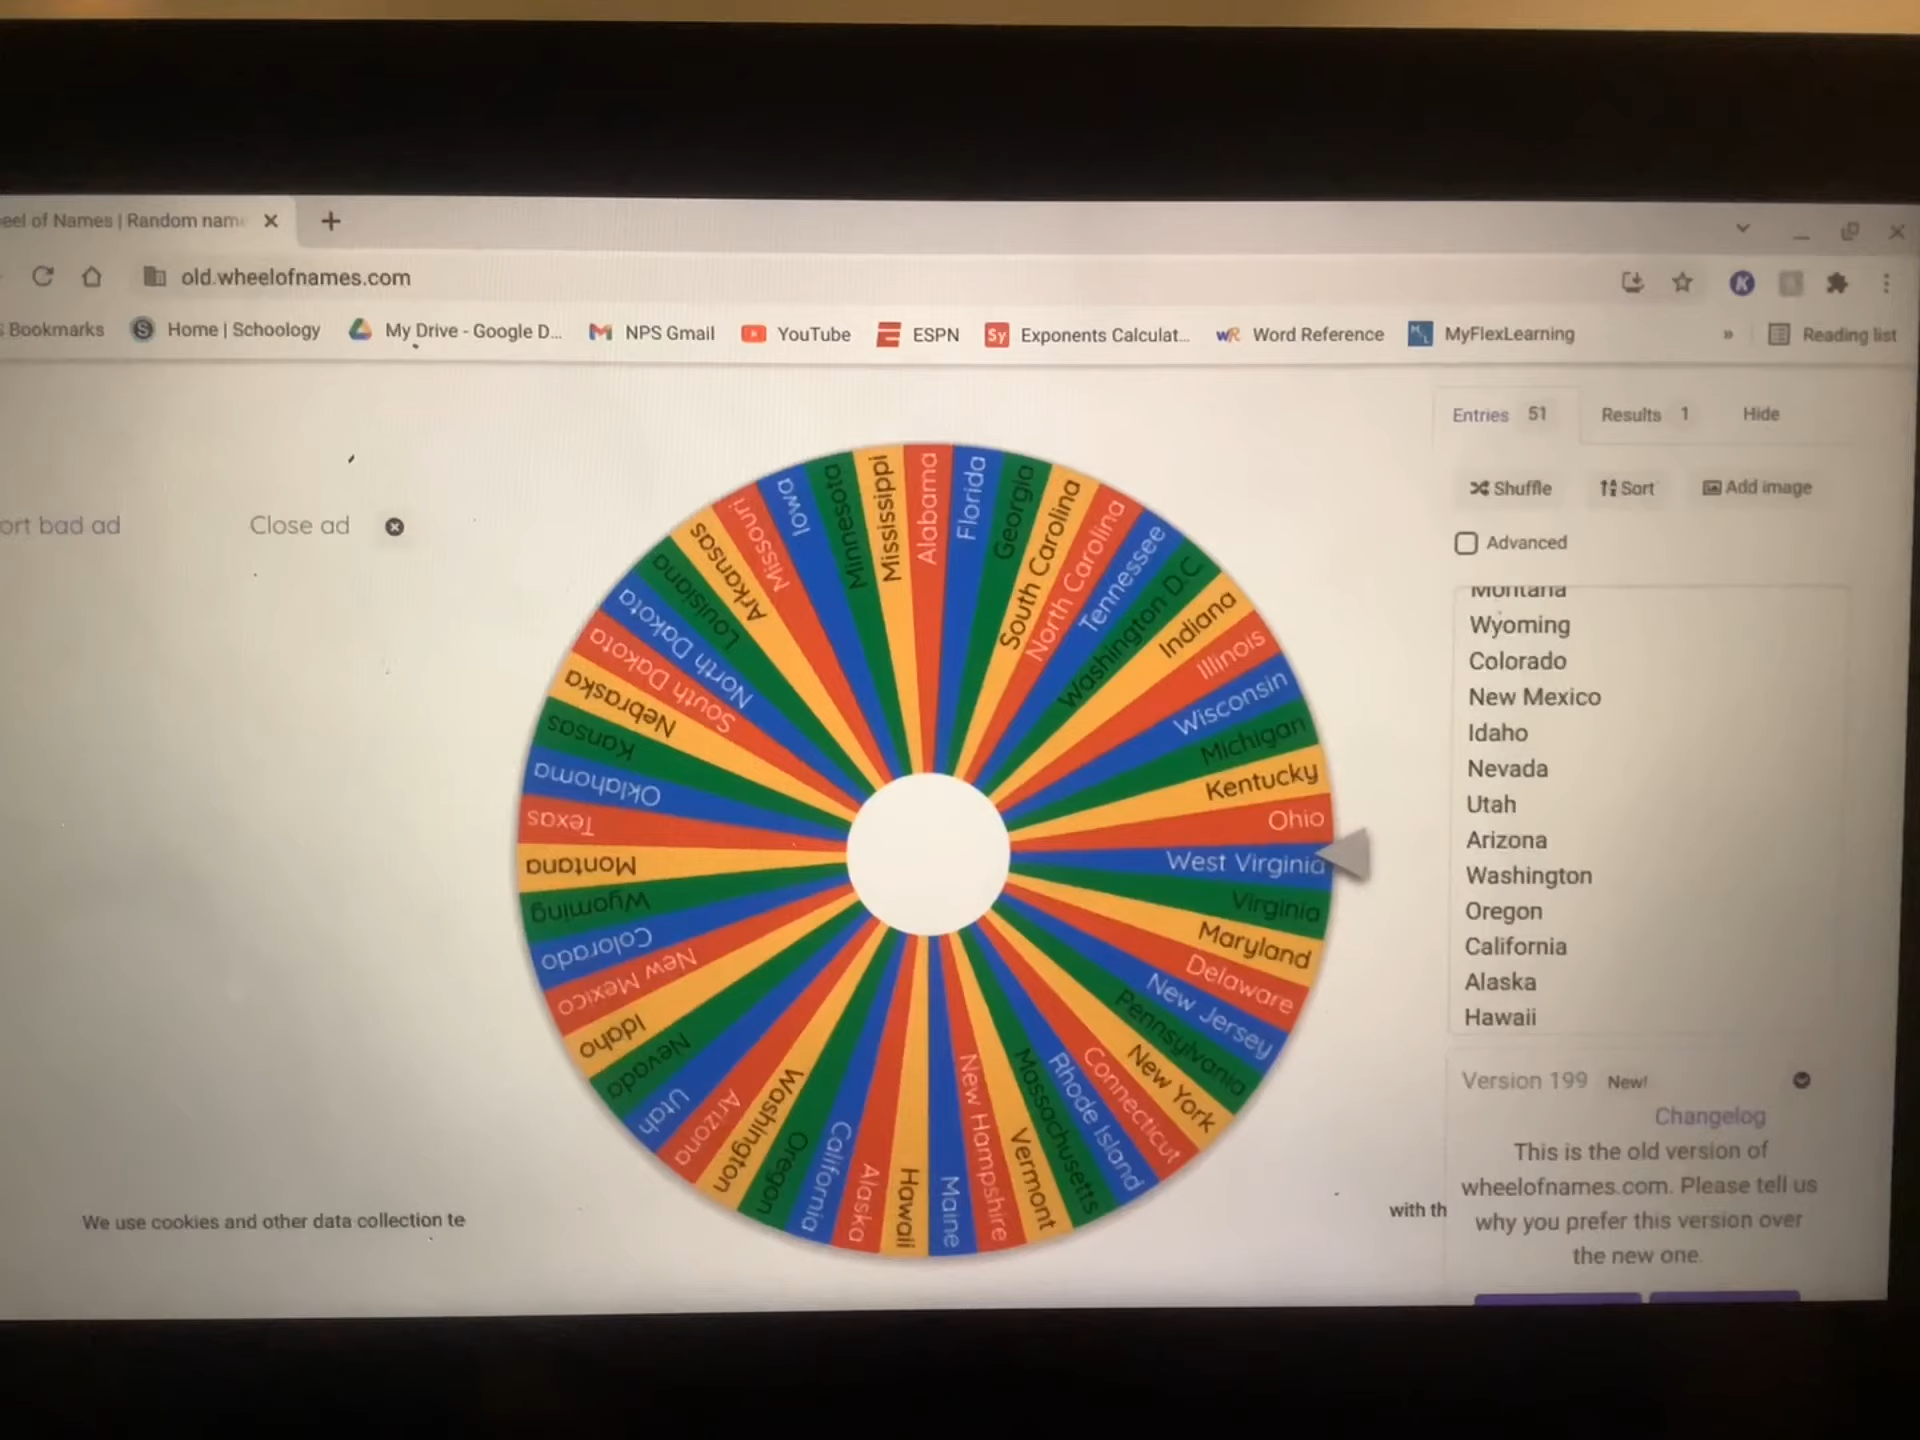 eel of Names | Random nam
old.wheelofnames.com
Bookmarks Home | Schoology My Drive - Google D... NPS Gmail YouTube ESPN Sy Exponents Calculat... WR Word Reference MyFlexLearning » Reading list
Entries 51 Results 1 Hide
Shuffle Sort Add image
Advanced
ort bad ad Close ad
Montana
Wyoming
Colorado
New Mexico
Idaho
Nevada
Utah
Arizona
Washington
Oregon
California
Alaska
Hawaii
Alabama
Florida
Georgia
South Carolina
North Carolina
Tennessee
Washington D.C.
Indiana
Illinois
Wisconsin
Michigan
Kentucky
Ohio
West Virginia
Virginia
Maryland
Delaware
New Jersey
Pennsylvania
New York
Connecticut
Rhode Island
Massachusetts
Vermont
New Hampshire
Maine
Hawaii
Alaska
California
Oregon
Washington
Arizona
Utah
Nevada
Idaho
New Mexico
Colorado
Wyoming
Montana
Texas
Oklahoma
Kansas
Nebraska
South Dakota
North Dakota
Louisiana
Arkansas
Missouri
Iowa
Minnesota
Mississippi
Version 199 New!
Changelog
This is the old version of
wheelofnames.com. Please tell us
why you prefer this version over
the new one.
We use cookies and other data collection te
with th